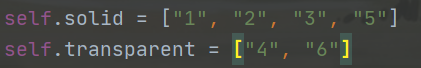 self.solid = ["1", "2", "3", "5"]
self.transparent = ["4", "6"]